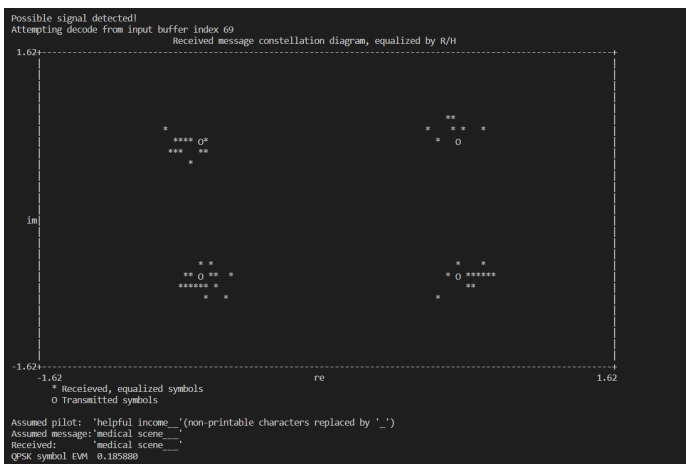 Possible signal detected!
Attempting decode from input buffer index 69
Received message constellation diagram, equalized by R/H
1.62
im
-1.62
-1.62 re 1.62
* Receieved, equalized symbols
O Transmitted symbols
Assumed pilot: 'helpful income__'(non-printable characters replaced by '_')
Assumed message:'medical scene___'
Received: 'medical scene___'
QPSK symbol EVM 0.185880